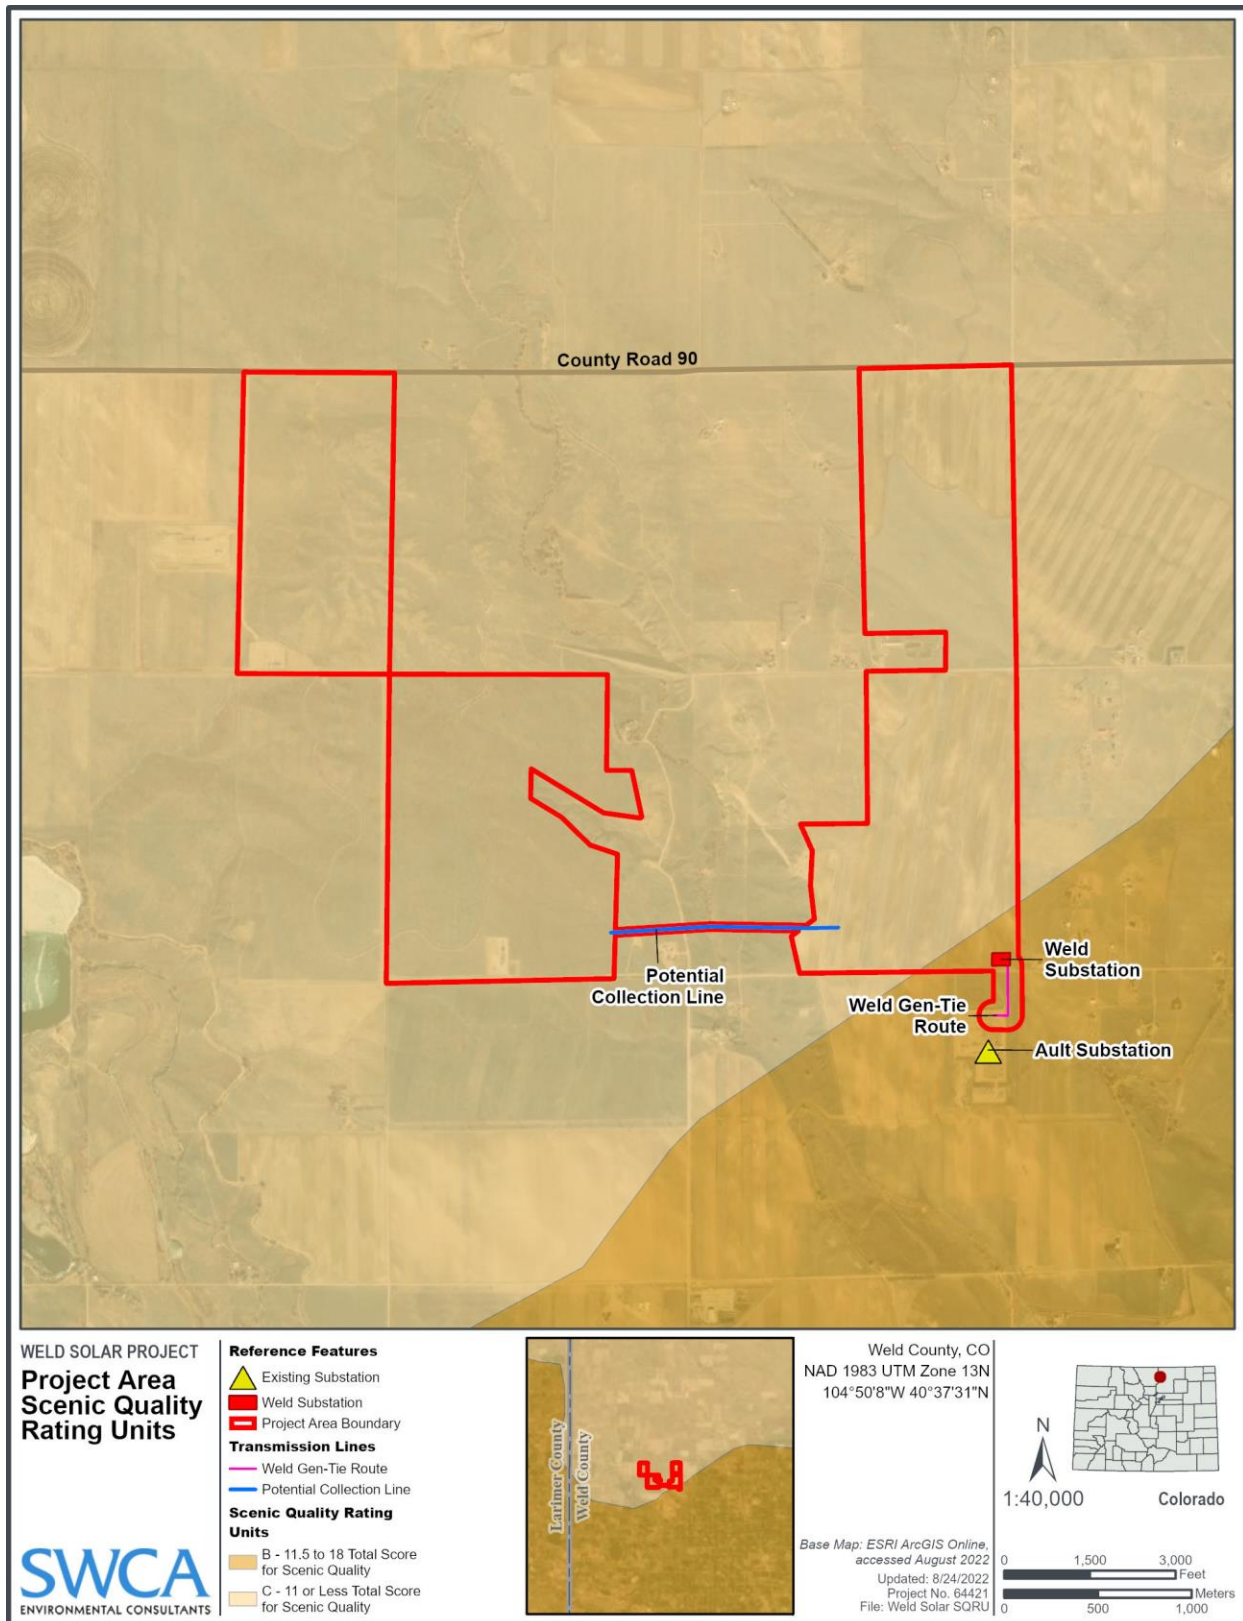 County Road 90
Potential
Collection Line
Weld
Substation
Weld Gen-Tie
Route
Ault Substation
WELD SOLAR PROJECT
Project Area
Scenic Quality
Rating Units
SWCA
ENVIRONMENTAL CONSULTANTS
Reference Features
Existing Substation
Weld Substation
Project Area Boundary
Transmission Lines
Weld Gen-Tie Route
Potential Collection Line
Scenic Quality Rating
Units
B - 11.5 to 18 Total Score
for Scenic Quality
C - 11 or Less Total Score
for Scenic Quality
Larimer County
Weld County
Weld County, CO
NAD 1983 UTM Zone 13N
104°50'8"W 40°37'31"N
N
1:40,000
Colorado
Base Map: ESRI ArcGIS Online,
accessed August 2022
Updated: 8/24/2022
Project No. 64421
File: Weld Solar SQRU
0 1,500 3,000
Feet
Meters
0 500 1,000